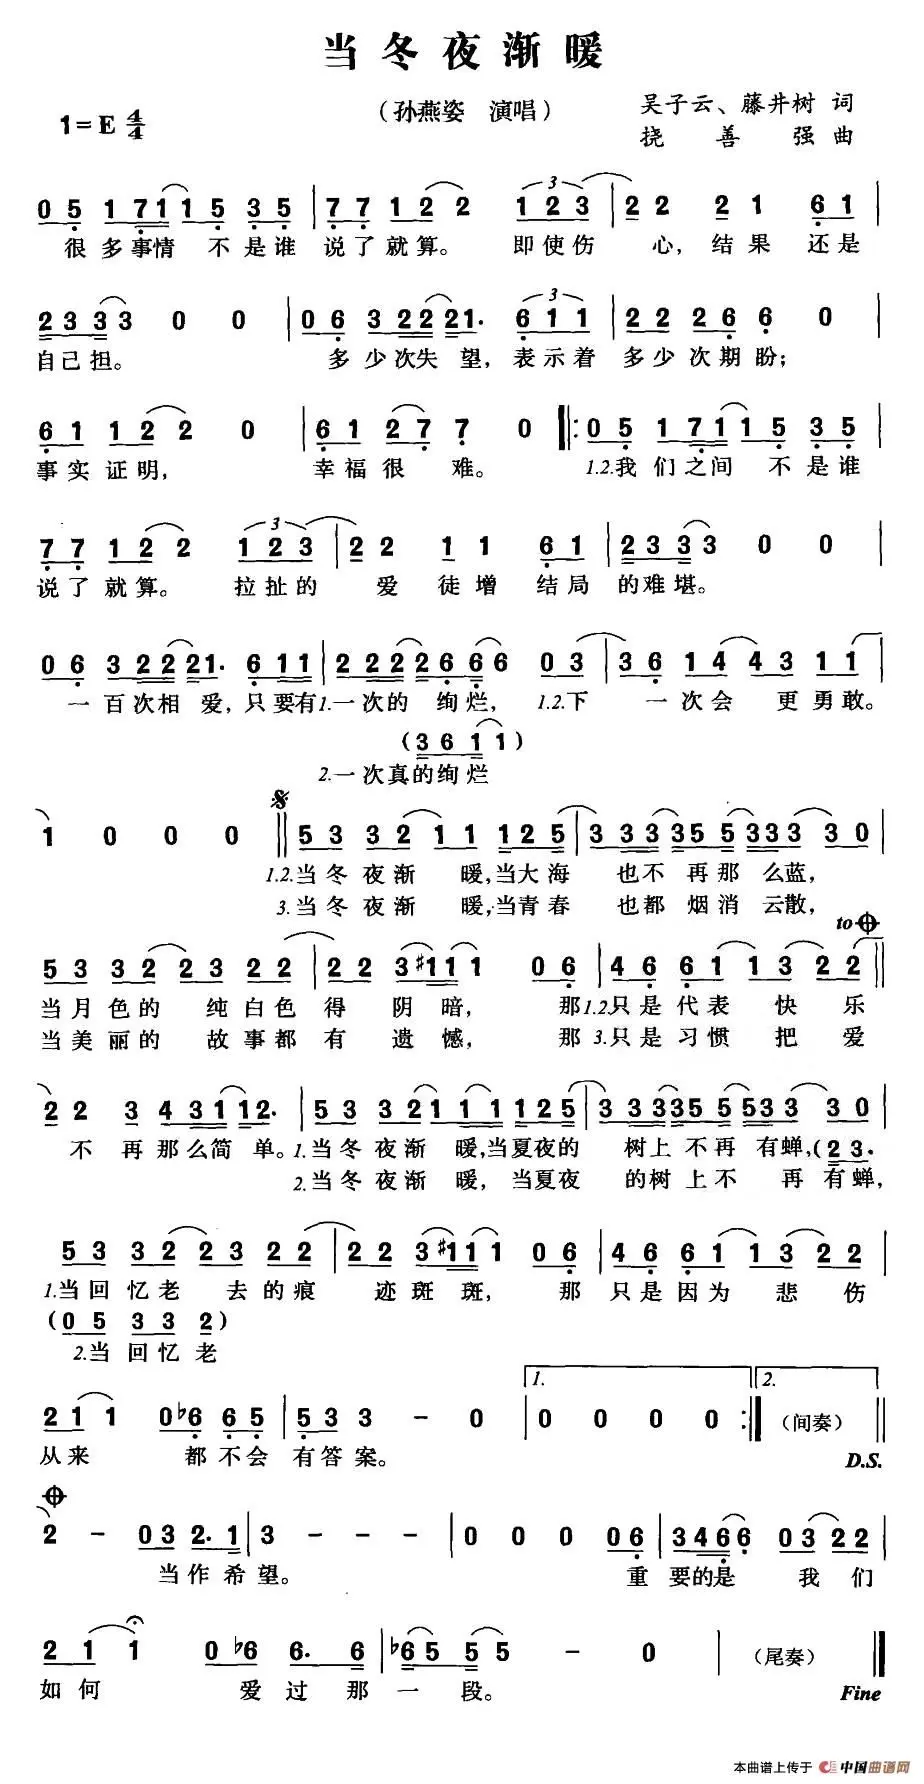 当冬夜渐暖
1=E 4/4
（孙燕姿 演唱）
吴子云、藤井树 词
挠善强 曲
0 5 1 7 1 1 5 3 5 | 7 7 1 2 2 1 2 3 | 2 2 2 1 6 1 |
很多事情 不是谁 说了就算。 即使伤 心，结果 还是
2 3 3 3 0 0 | 0 6 3 2 2 2 1. 6 1 1 | 2 2 2 6 6 0 |
自己担。 多少次失望，表示着 多少次期盼；
6 1 1 2 2 0 | 6 1 2 7 7 0 |: 0 5 1 7 1 1 5 3 5 |
事实证明， 幸福很难。 1.2.我们之间 不是谁
7 7 1 2 2 1 2 3 | 2 2 1 1 6 1 | 2 3 3 3 0 0 |
说了就算。 拉扯的 爱徒增 结局 的难堪。
0 6 3 2 2 2 1. 6 1 1 | 2 2 2 2 2 6 6 6 0 3 | 3 6 1 4 4 3 1 1 |
一百次相爱，只要有1.一次的 绚烂，1.2.下 一次会 更勇敢。
(3 6 1 1)
2.一次真的绚烂
1 0 0 0 || 5 3 3 2 1 1 1 2 5 | 3 3 3 3 5 5 5 3 3 3 3 0 |
1.2.当冬夜渐 暖，当大海 也不再那么蓝，
3.当冬夜渐 暖，当青春 也都烟消云散，
to
5 3 3 2 2 3 2 2 | 2 2 3 #1 1 1 1 0 6 | 4 6 6 1 1 3 2 2 ||
当月色的 纯白色得 阴暗，那1.2.只是代表 快乐
当美丽的 故事都有 遗憾，那3.只是习惯 把爱
2 2 3 4 3 1 1 2. | 5 3 3 2 1 1 1 1 2 5 | 3 3 3 3 5 5 5 3 3 3 0 |
不再那么简单。1.当冬夜渐 暖，当夏夜的 树上不再有蝉，(2 3.
2.当冬夜渐 暖，当夏夜 的树上不再有蝉，
5 3 3 2 2 3 2 2 | 2 2 3 #1 1 1 1 0 6 | 4 6 6 1 1 3 2 2
1.当回忆老 去的痕 迹斑斑，那 只是因为 悲伤
(0 5 3 3 2)
2.当回忆老
1. 2.
2 1 1 0 ♭6 6 5 | 5 3 3 - 0 | 0 0 0 0 :| （间奏） ||
从来 都不会 有答案。 D.S.
2 - 0 3 2. 1 | 3 - - - | 0 0 0 0 6 | 3 4 6 6 0 3 2 2 |
当作希望。 重要的是 我们
2 1 1 0 ♭6 6. 6 | ♭6 5 5 5 - 0 | （尾奏） ||
如何 爱过那一段。 Fine
本曲谱上传于 中国曲谱网